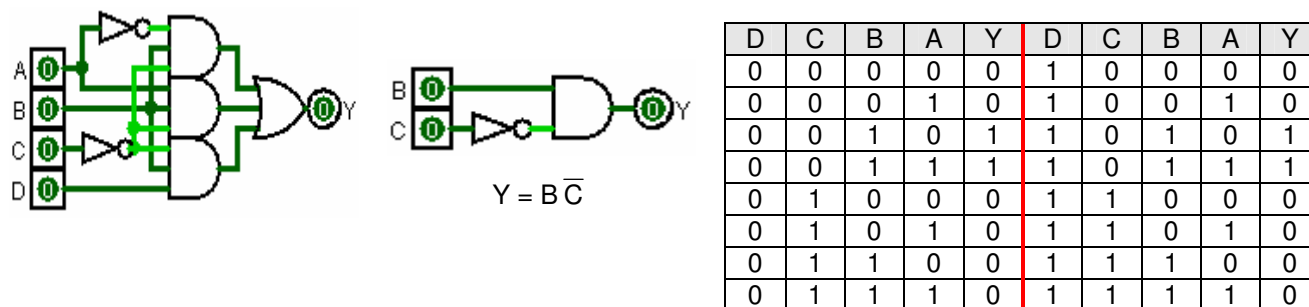 A 0
B 0
C 0
D 0
0 Y
B 0
C 0
0 Y
Y = B C̅
D C B A Y D C B A Y
0 0 0 0 0 1 0 0 0 0
0 0 0 1 0 1 0 0 1 0
0 0 1 0 1 1 0 1 0 1
0 0 1 1 1 1 0 1 1 1
0 1 0 0 0 1 1 0 0 0
0 1 0 1 0 1 1 0 1 0
0 1 1 0 0 1 1 1 0 0
0 1 1 1 0 1 1 1 1 0